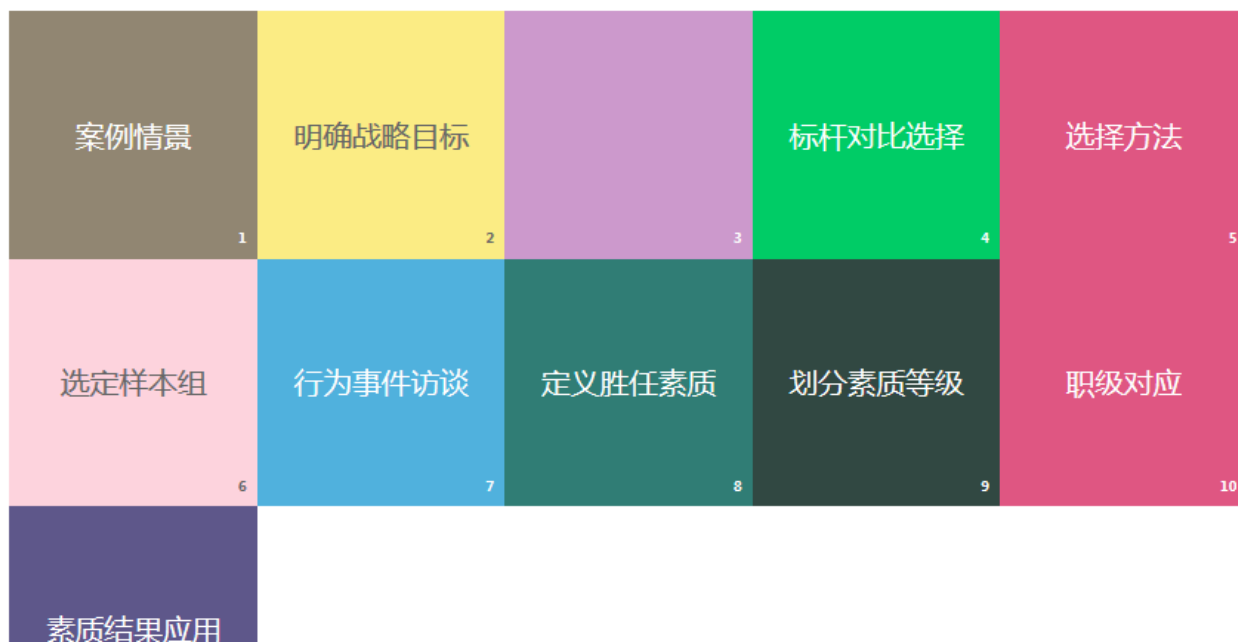 案例情景
1
明确战略目标
2
3
标杆对比选择
4
选择方法
5
选定样本组
6
行为事件访谈
7
定义胜任素质
8
划分素质等级
9
职级对应
10
素质结果应用